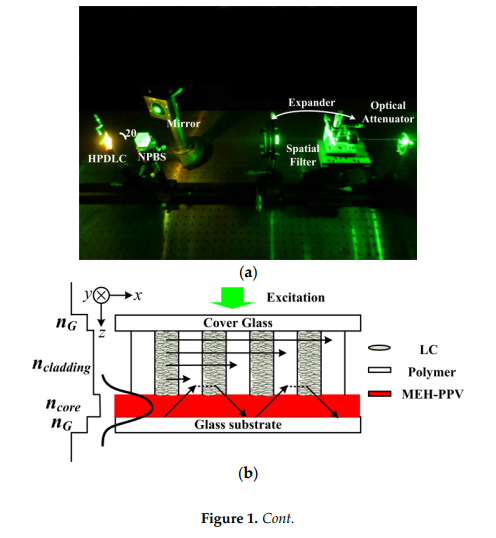 Expander
Optical
Attenuator
Mirror
2θ
HPDLC
NPBS
Spatial
Filter
(a)
y x
z
Excitation
n_G
Cover Glass
n_cladding
LC
Polymer
n_core
MEH-PPV
n_G
Glass substrate
(b)
Figure 1. Cont.